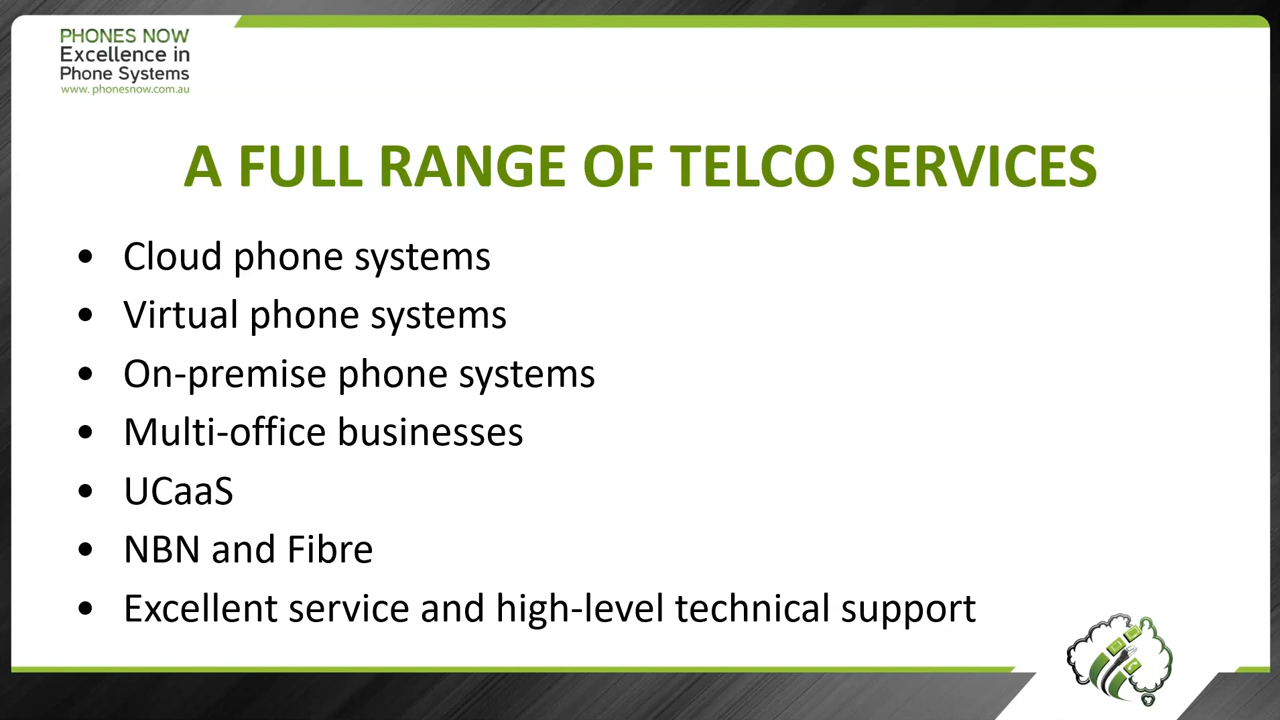 PHONES NOW
Excellence in
Phone Systems
www. phonesnow.com.au
A FULL RANGE OF TELCO SERVICES
• Cloud phone systems
• Virtual phone systems
• On-premise phone systems
• Multi-office businesses
• UCaaS
• NBN and Fibre
• Excellent service and high-level technical support